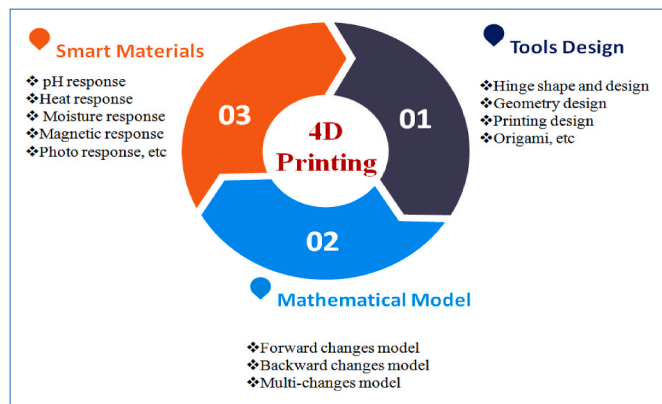 Smart Materials
❖ pH response
❖Heat response
❖ Moisture response
❖Magnetic response
❖Photo response, etc
03
4D
Printing
01
02
Tools Design
❖Hinge shape and design
❖Geometry design
❖Printing design
❖Origami, etc
Mathematical Model
❖Forward changes model
❖Backward changes model
❖Multi-changes model